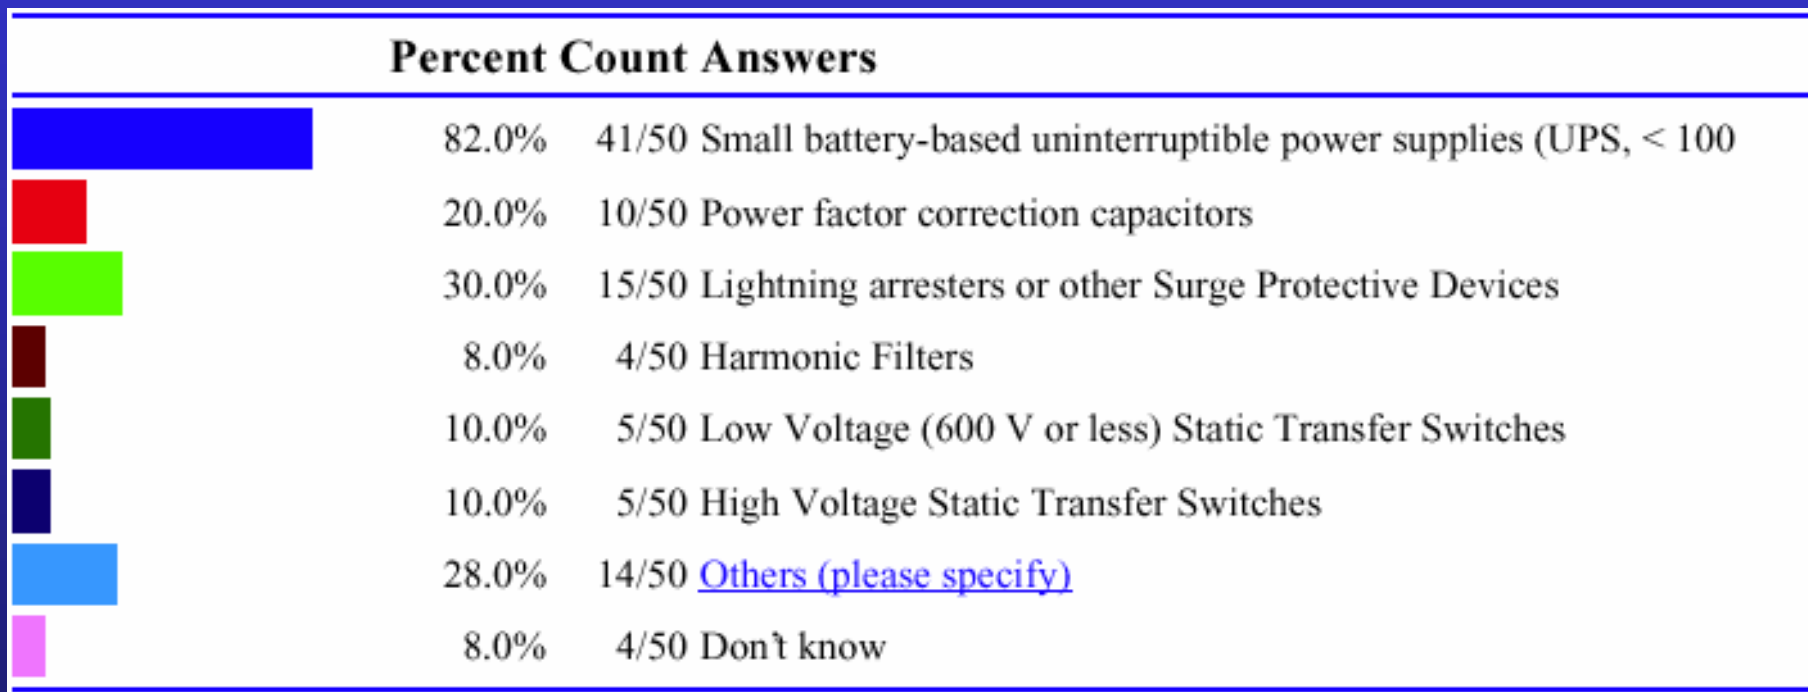 Percent Count Answers
82.0% 41/50 Small battery-based uninterruptible power supplies (UPS, < 100
20.0% 10/50 Power factor correction capacitors
30.0% 15/50 Lightning arresters or other Surge Protective Devices
8.0% 4/50 Harmonic Filters
10.0% 5/50 Low Voltage (600 V or less) Static Transfer Switches
10.0% 5/50 High Voltage Static Transfer Switches
28.0% 14/50 Others (please specify)
8.0% 4/50 Don't know